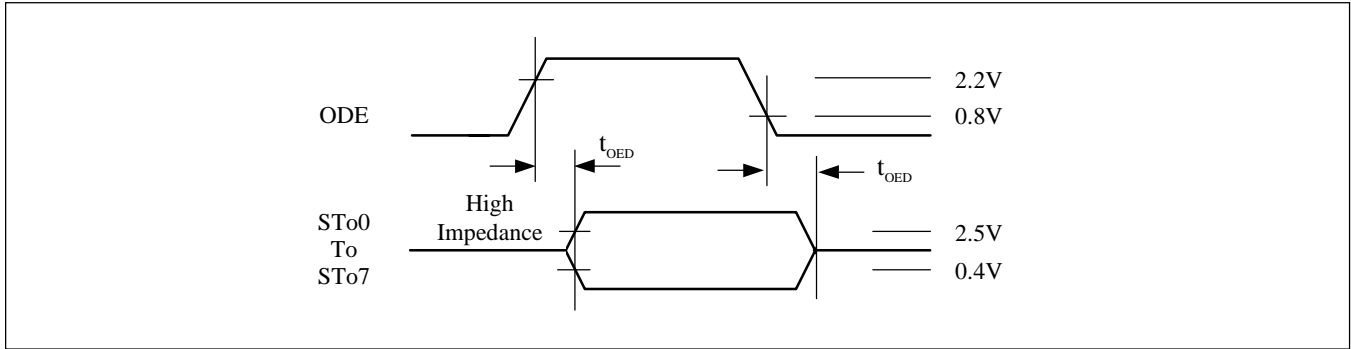 2.2V
ODE
0.8V
tOED
tOED
High
Impedance
STo0
To
STo7
2.5V
0.4V